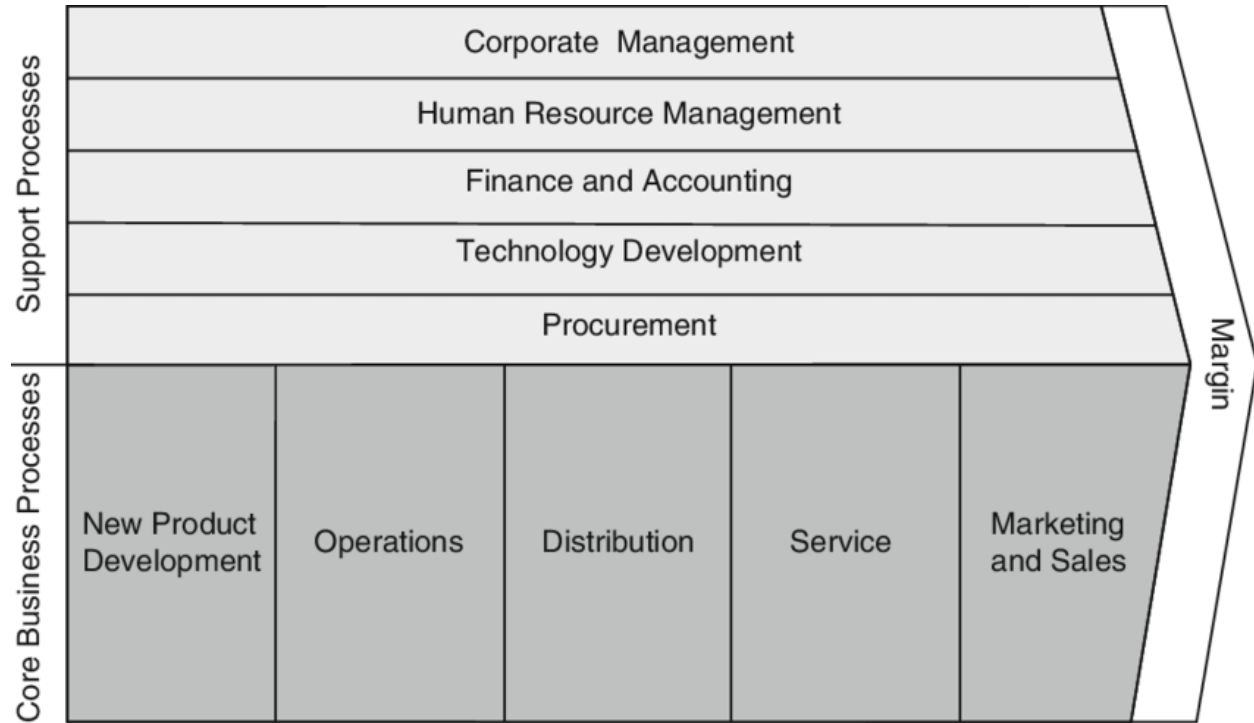 Support Processes
Corporate Management
Human Resource Management
Finance and Accounting
Technology Development
Procurement
Margin
Core Business Processes
New Product
Development
Operations
Distribution
Service
Marketing
and Sales